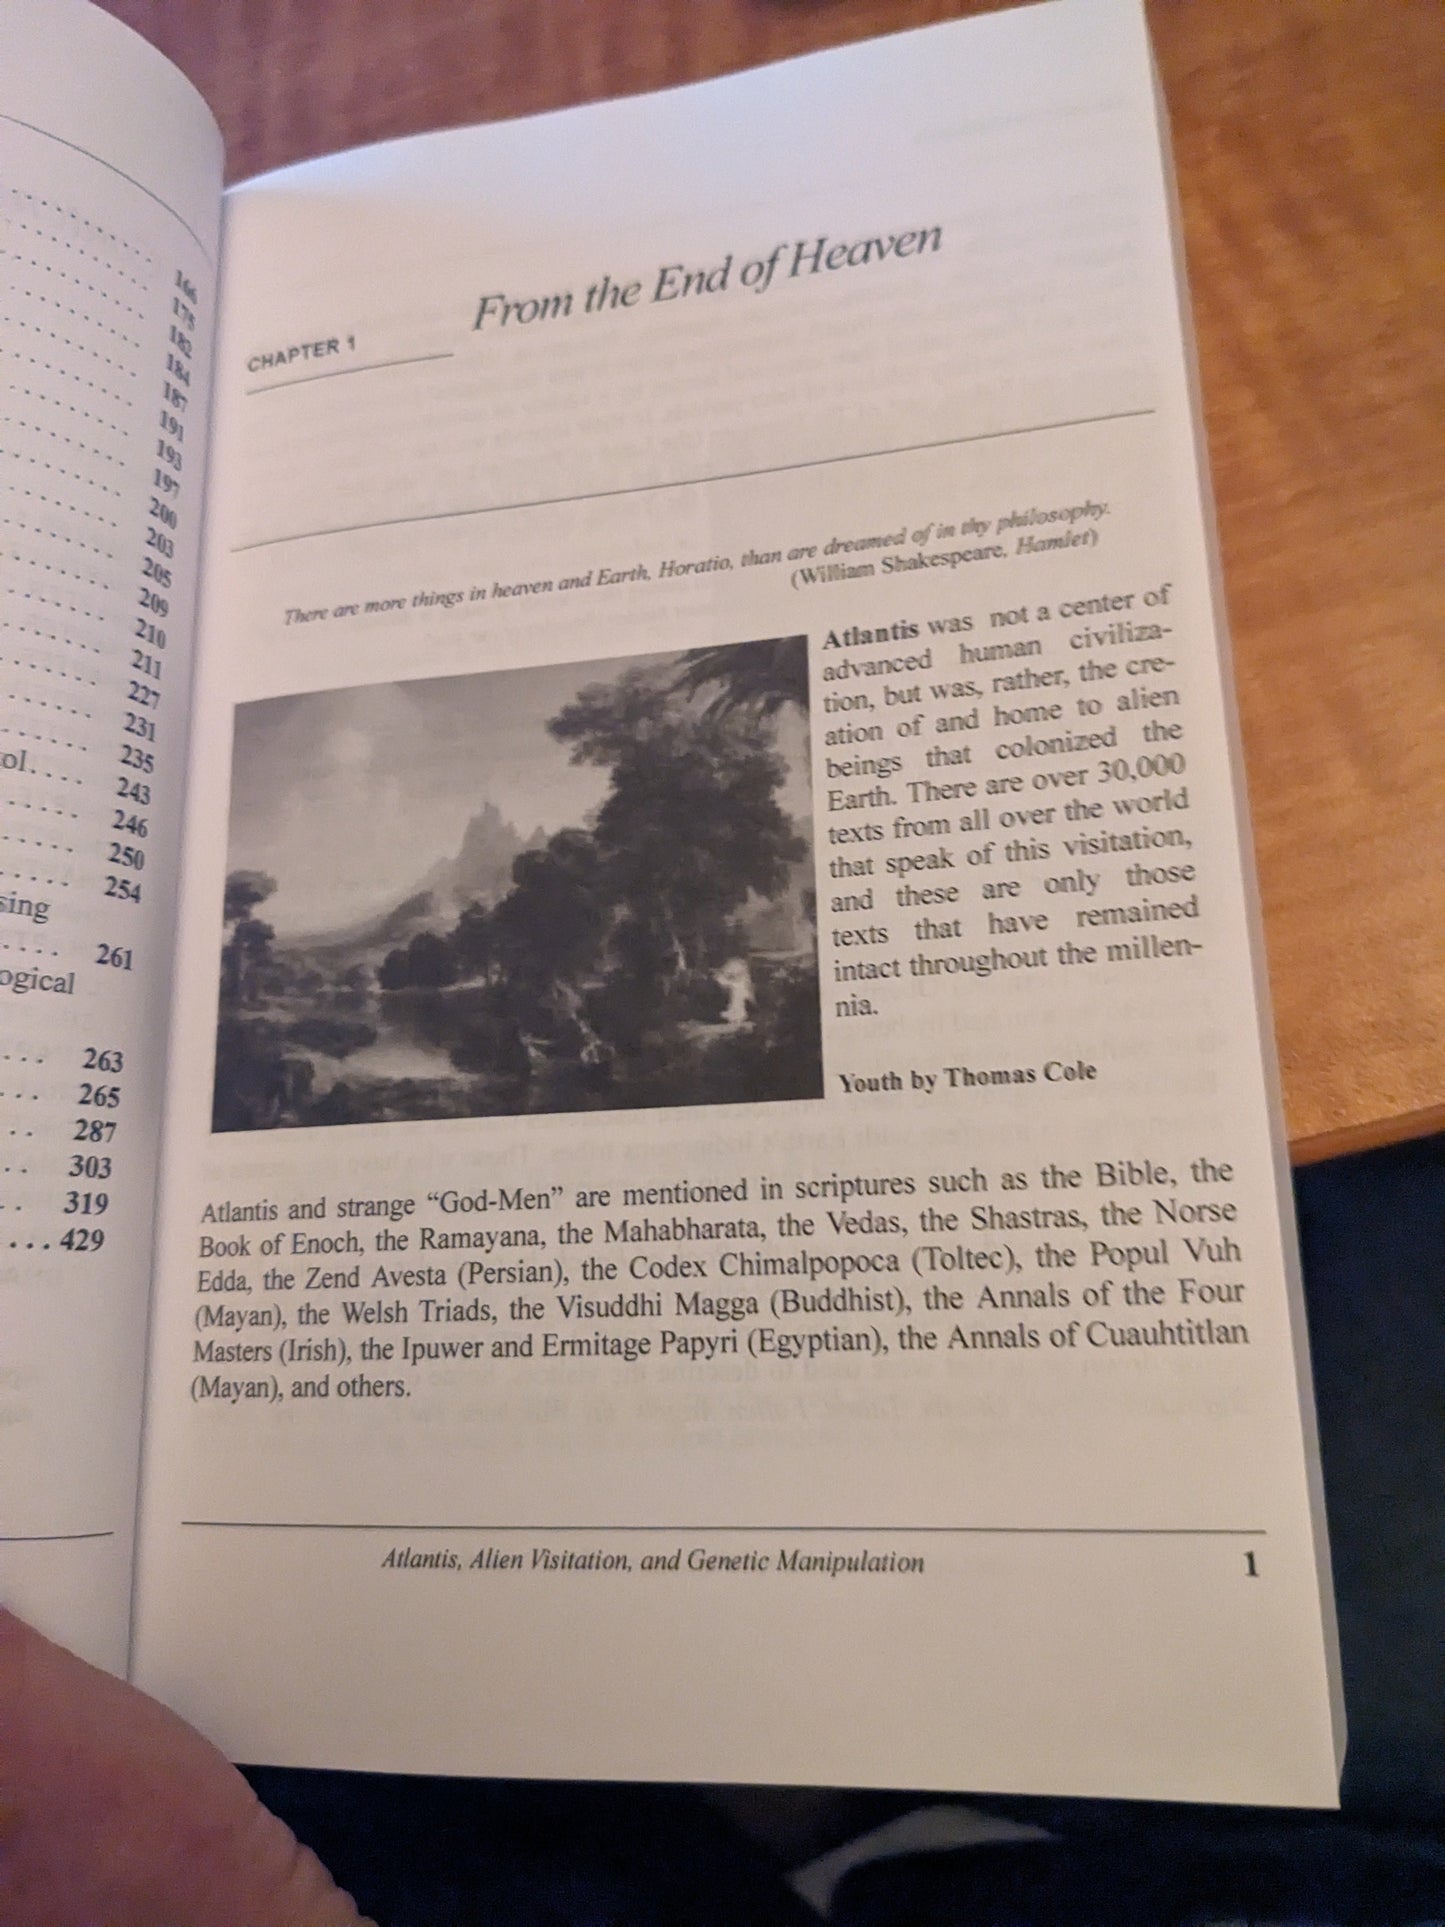 166
175
182
184
187
191
193
197
200
203
205
209
210
211
227
231
235
ol.... 243
246
250
254
sing
.... 261
ogical
... 263
... 265
.. 287
.. 303
.. 319
... 429
CHAPTER 1
From the End of Heaven
There are more things in heaven and Earth, Horatio, than are dreamed of in thy philosophy.
(William Shakespeare, Hamlet)
Atlantis was not a center of
advanced human civiliza-
tion, but was, rather, the cre-
ation of and home to alien
beings that colonized the
Earth. There are over 30,000
texts from all over the world
that speak of this visitation,
and these are only those
texts that have remained
intact throughout the millen-
nia.
Youth by Thomas Cole
Atlantis and strange “God-Men” are mentioned in scriptures such as the Bible, the
Book of Enoch, the Ramayana, the Mahabharata, the Vedas, the Shastras, the Norse
Edda, the Zend Avesta (Persian), the Codex Chimalpopoca (Toltec), the Popul Vuh
(Mayan), the Welsh Triads, the Visuddhi Magga (Buddhist), the Annals of the Four
Masters (Irish), the Ipuwer and Ermitage Papyri (Egyptian), the Annals of Cuauhtitlan
(Mayan), and others.
Atlantis, Alien Visitation, and Genetic Manipulation 1